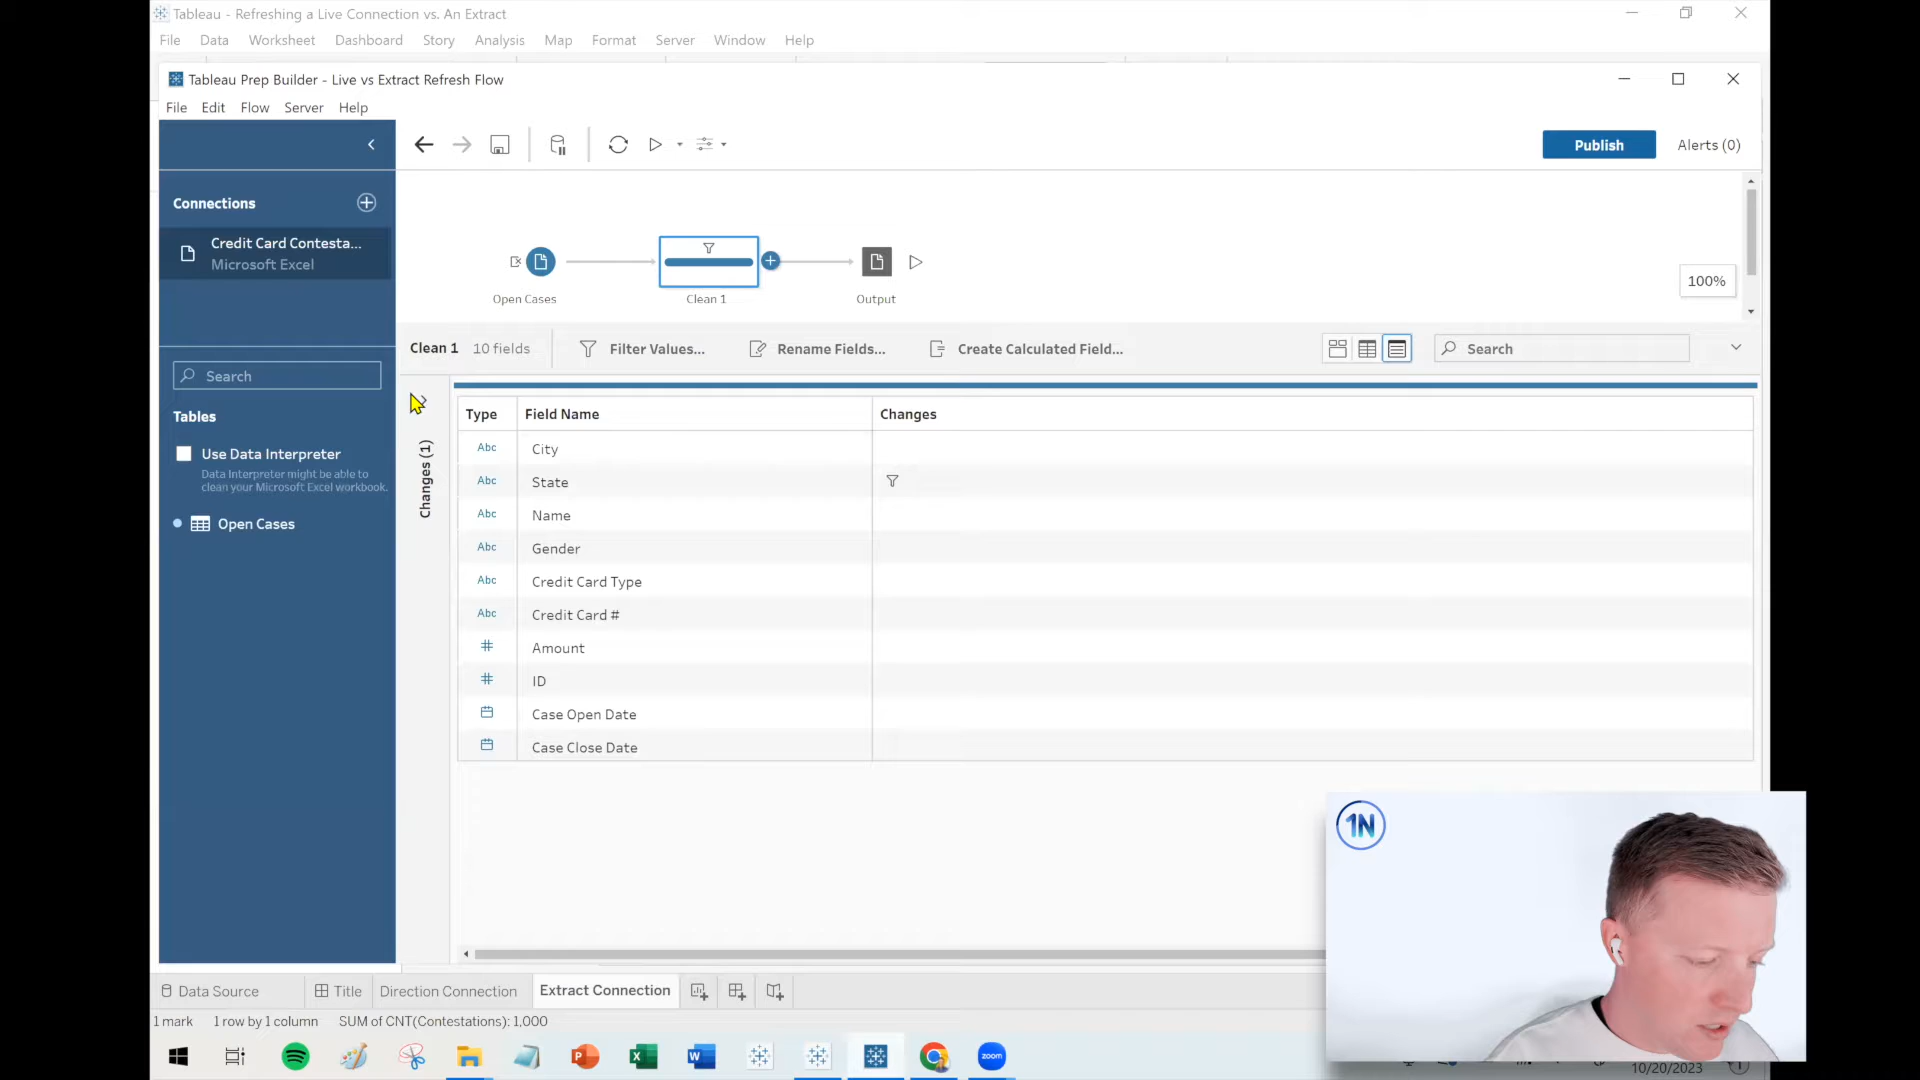 Tableau - Refreshing a Live Connection vs. An Extract
File Data Worksheet Dashboard Story Analysis Map Format Server Window Help
Tableau Prep Builder - Live vs Extract Refresh Flow
File Edit Flow Server Help
Publish
Alerts (0)
Connections
Credit Card Contesta...
Microsoft Excel
Open Cases
Clean 1
Output
100%
Clean 1 10 fields
Filter Values...
Rename Fields...
Create Calculated Field...
Search
Search
Tables
Use Data Interpreter
Data Interpreter might be able to
clean your Microsoft Excel workbook.
Open Cases
Changes (1)
Type Field Name Changes
Abc City
Abc State
Abc Name
Abc Gender
Abc Credit Card Type
Abc Credit Card #
# Amount
# ID
Case Open Date
Case Close Date
1N
Data Source Title Direction Connection Extract Connection
1 mark 1 row by 1 column SUM of CNT(Contestations): 1,000
zoom
10/20/2023